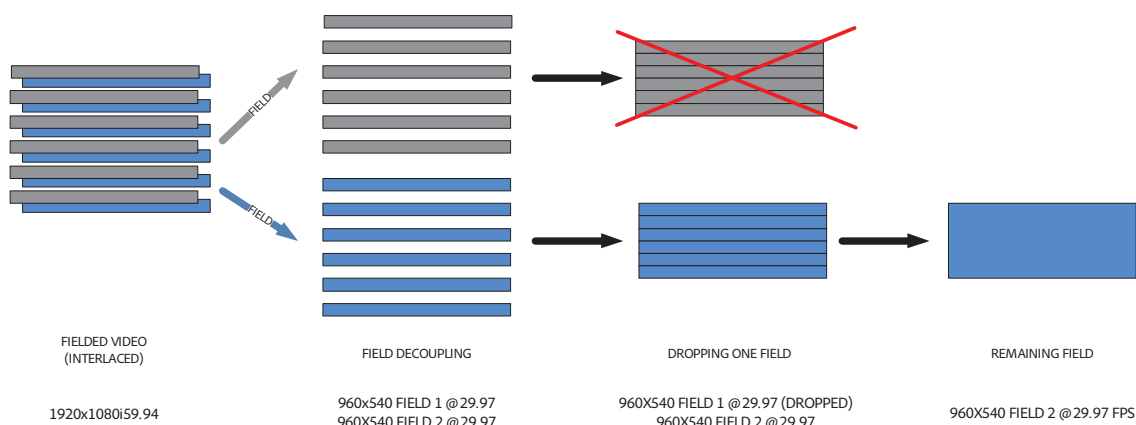 FIELD
FIELD
FIELDED VIDEO
(INTERLACED)
FIELD DECOUPLING
DROPPING ONE FIELD
REMAINING FIELD
1920x1080i59.94
960x540 FIELD 1 @29.97
960X540 FIELD 2 @29.97
960X540 FIELD 1 @29.97 (DROPPED)
960X540 FIELD 2 @29.97
960X540 FIELD 2 @29.97 FPS